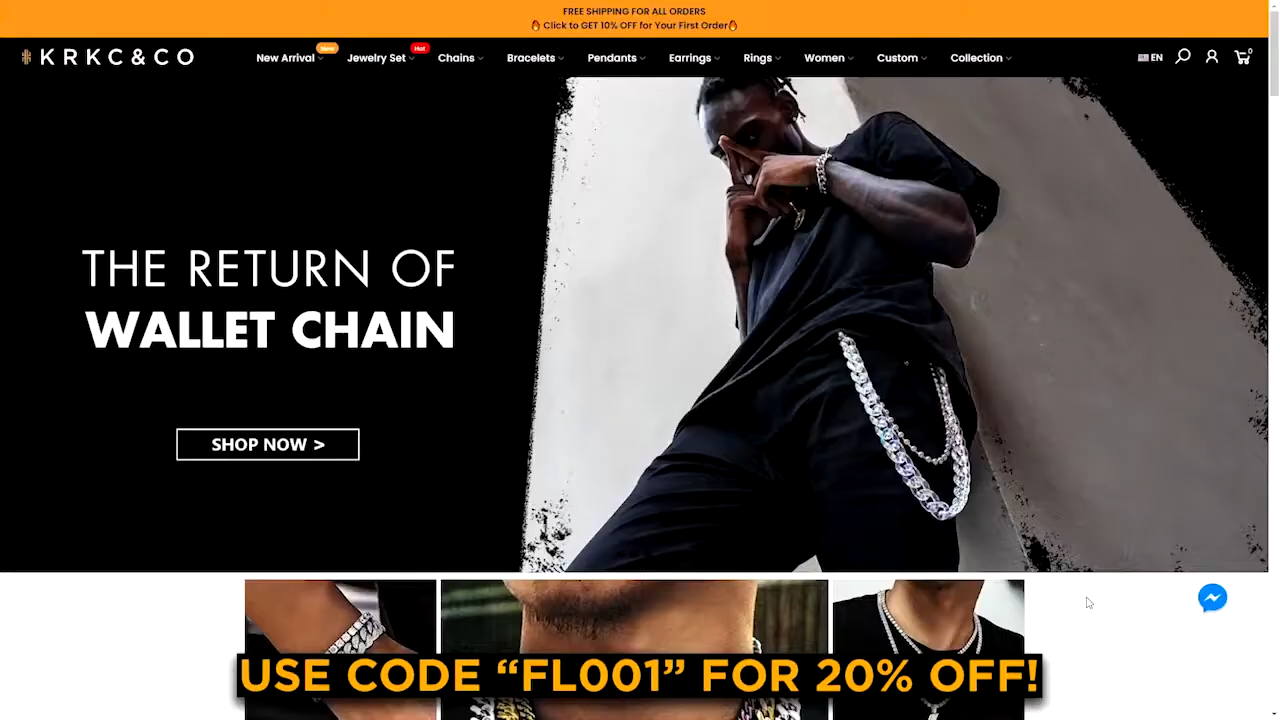 FREE SHIPPING FOR ALL ORDERS
🔥 Click to GET 10% OFF for Your First Order🔥
KRKC&CO
New Arrival
New
Jewelry Set
Hot
Chains
Bracelets
Pendants
Earrings
Rings
Women
Custom
Collection
EN
0
THE RETURN OF
WALLET CHAIN
SHOP NOW >
USE CODE “FL001” FOR 20% OFF!